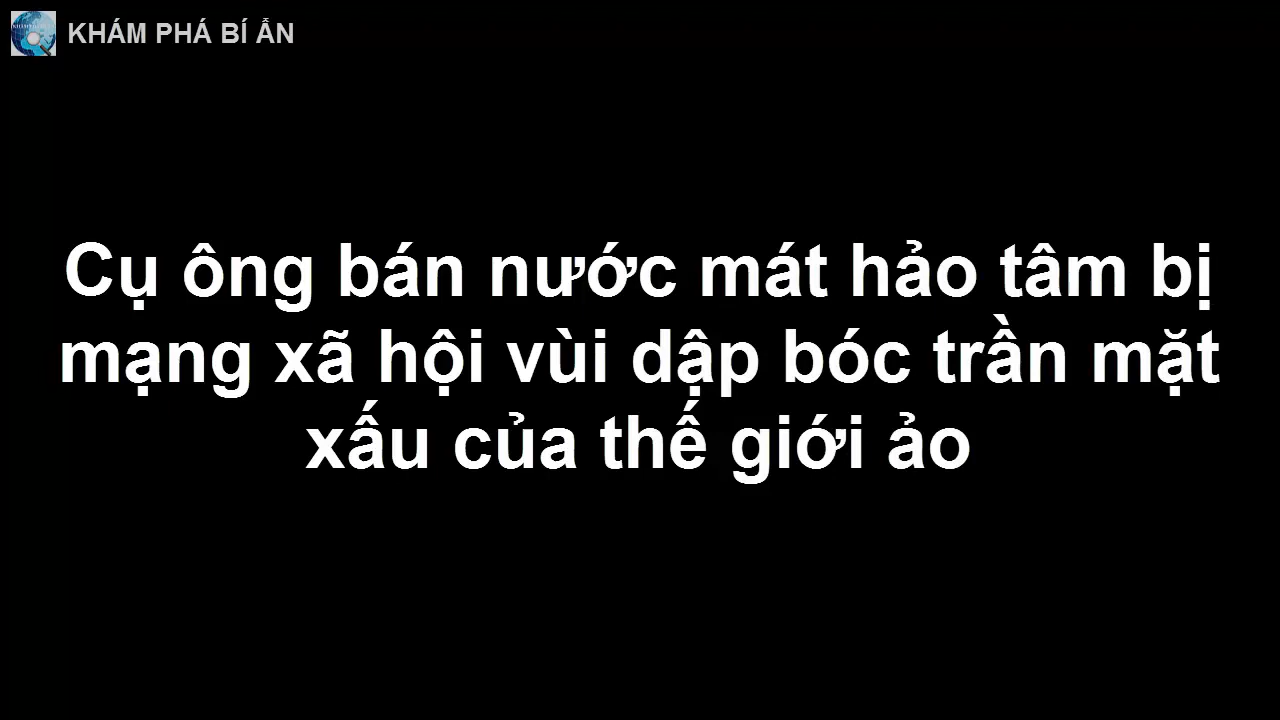 KHÁM PHÁ BÍ ẨN
Cụ ông bán nước mát hảo tâm bị
mạng xã hội vùi dập bóc trần mặt
xấu của thế giới ảo